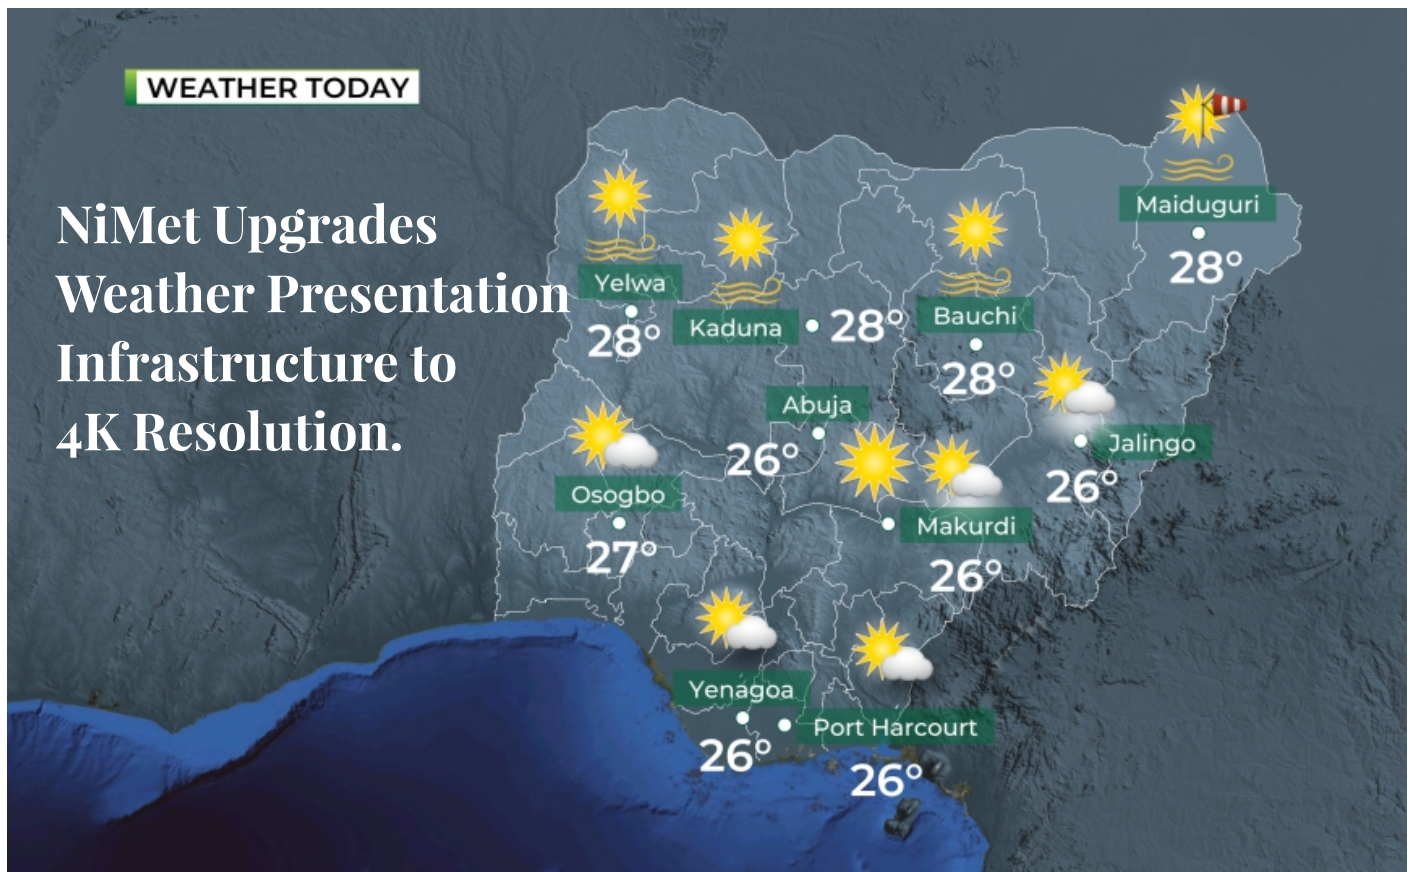 WEATHER TODAY
NiMet Upgrades
Weather Presentation
Infrastructure to
4K Resolution.
Maiduguri
28°
Yelwa
28°
Kaduna
28°
Bauchi
28°
Abuja
26°
Jalingo
26°
Osogbo
27°
Makurdi
26°
Yenagoa
26°
Port Harcourt
26°